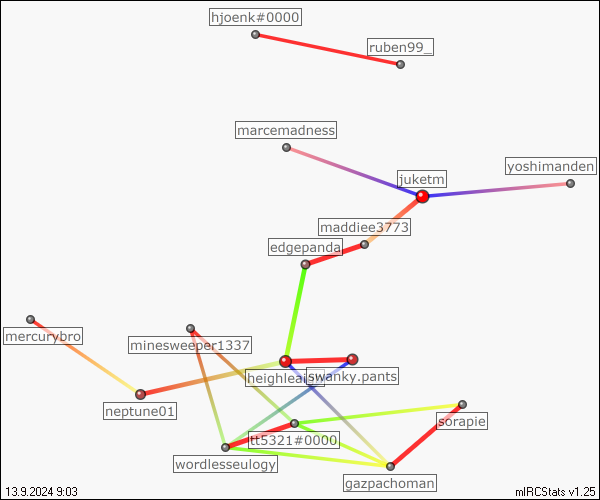 hjoenk#0000
ruben99_
marcemadness
yoshimanden
juketm
maddiee3773
edgepanda
mercurybro
minesweeper1337
swanky.pants
neptune01
sorapie
tt5321#0000
wordlesseulogy
gazpachoman
13.9.2024 9:03
mIRCStats v1.25